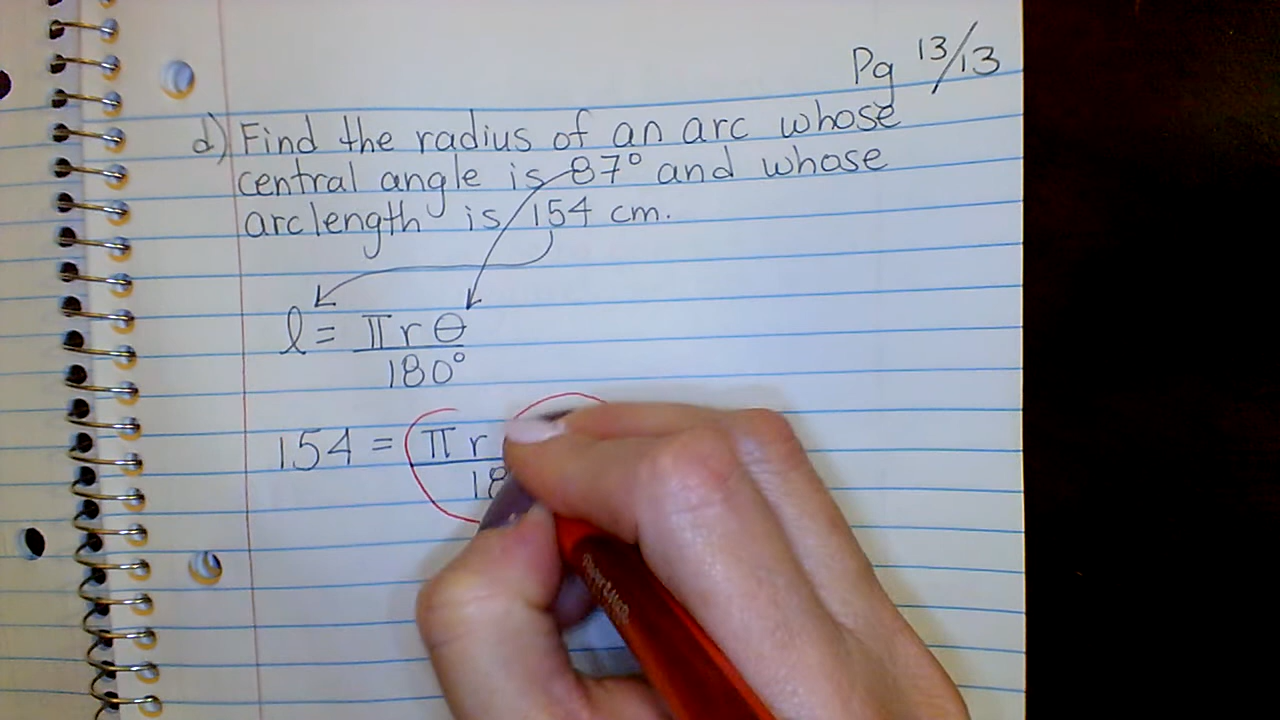 Pg 13/13
d) Find the radius of an arc whose
central angle is 87° and whose
arclength is 154 cm.
l = πrθ
180°
154 = πr
18
PaperMate